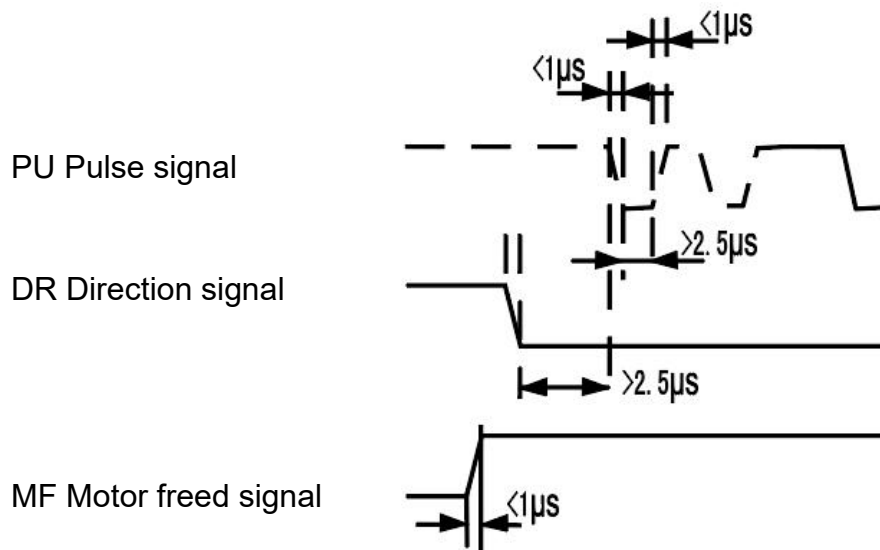 <1μs
<1μs
PU Pulse signal
>2.5μs
DR Direction signal
>2.5μs
MF Motor freed signal
<1μs